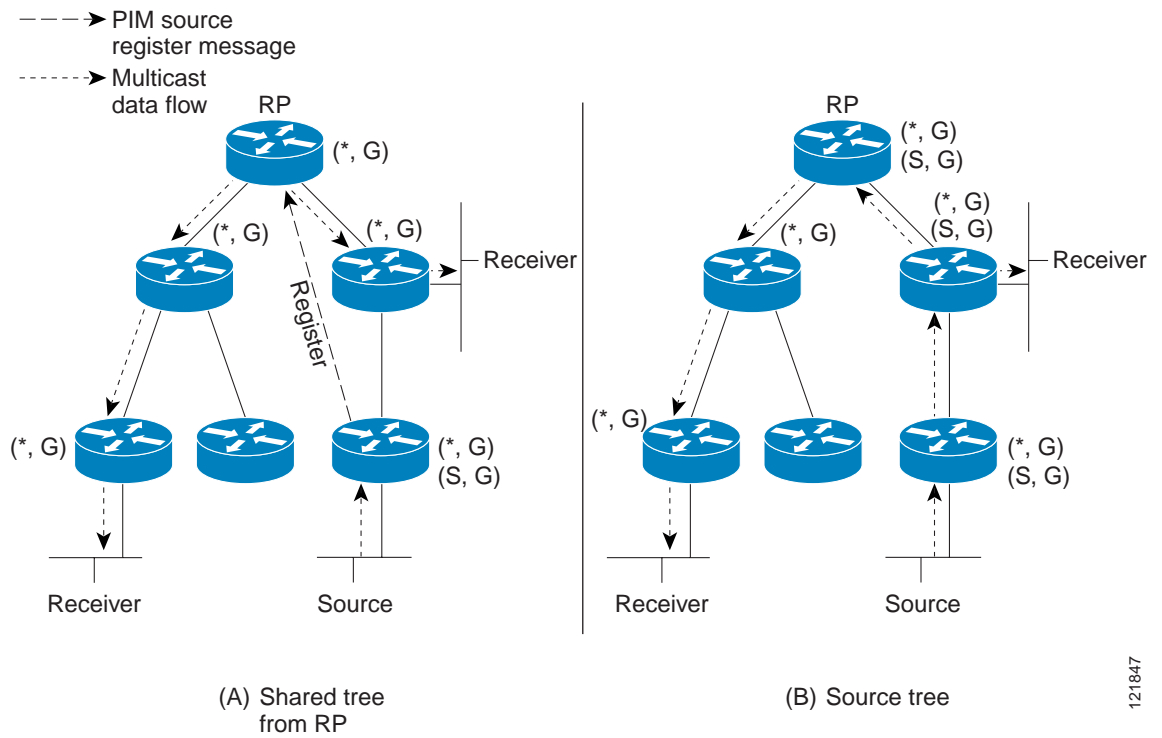 PIM source
register message
Multicast
data flow
RP
(*, G)
(*, G)
(*, G)
Receiver
Register
(*, G)
(*, G)
(S, G)
Receiver
Source
(A) Shared tree
from RP
RP
(*, G)
(S, G)
(*, G)
(*, G)
(S, G)
Receiver
(*, G)
(*, G)
(S, G)
Receiver
Source
(B) Source tree
121847